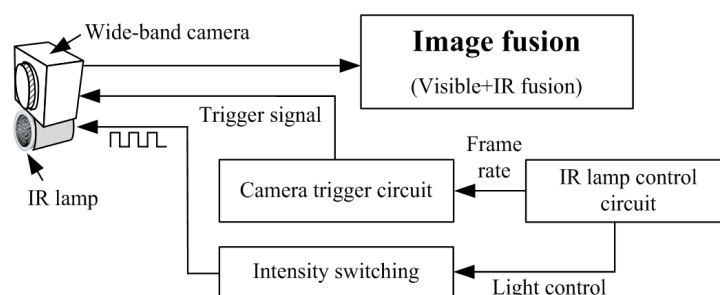 Wide-band camera
Image fusion
(Visible+IR fusion)
Trigger signal
Frame
rate
IR lamp
Camera trigger circuit
IR lamp control
circuit
Intensity switching
Light control